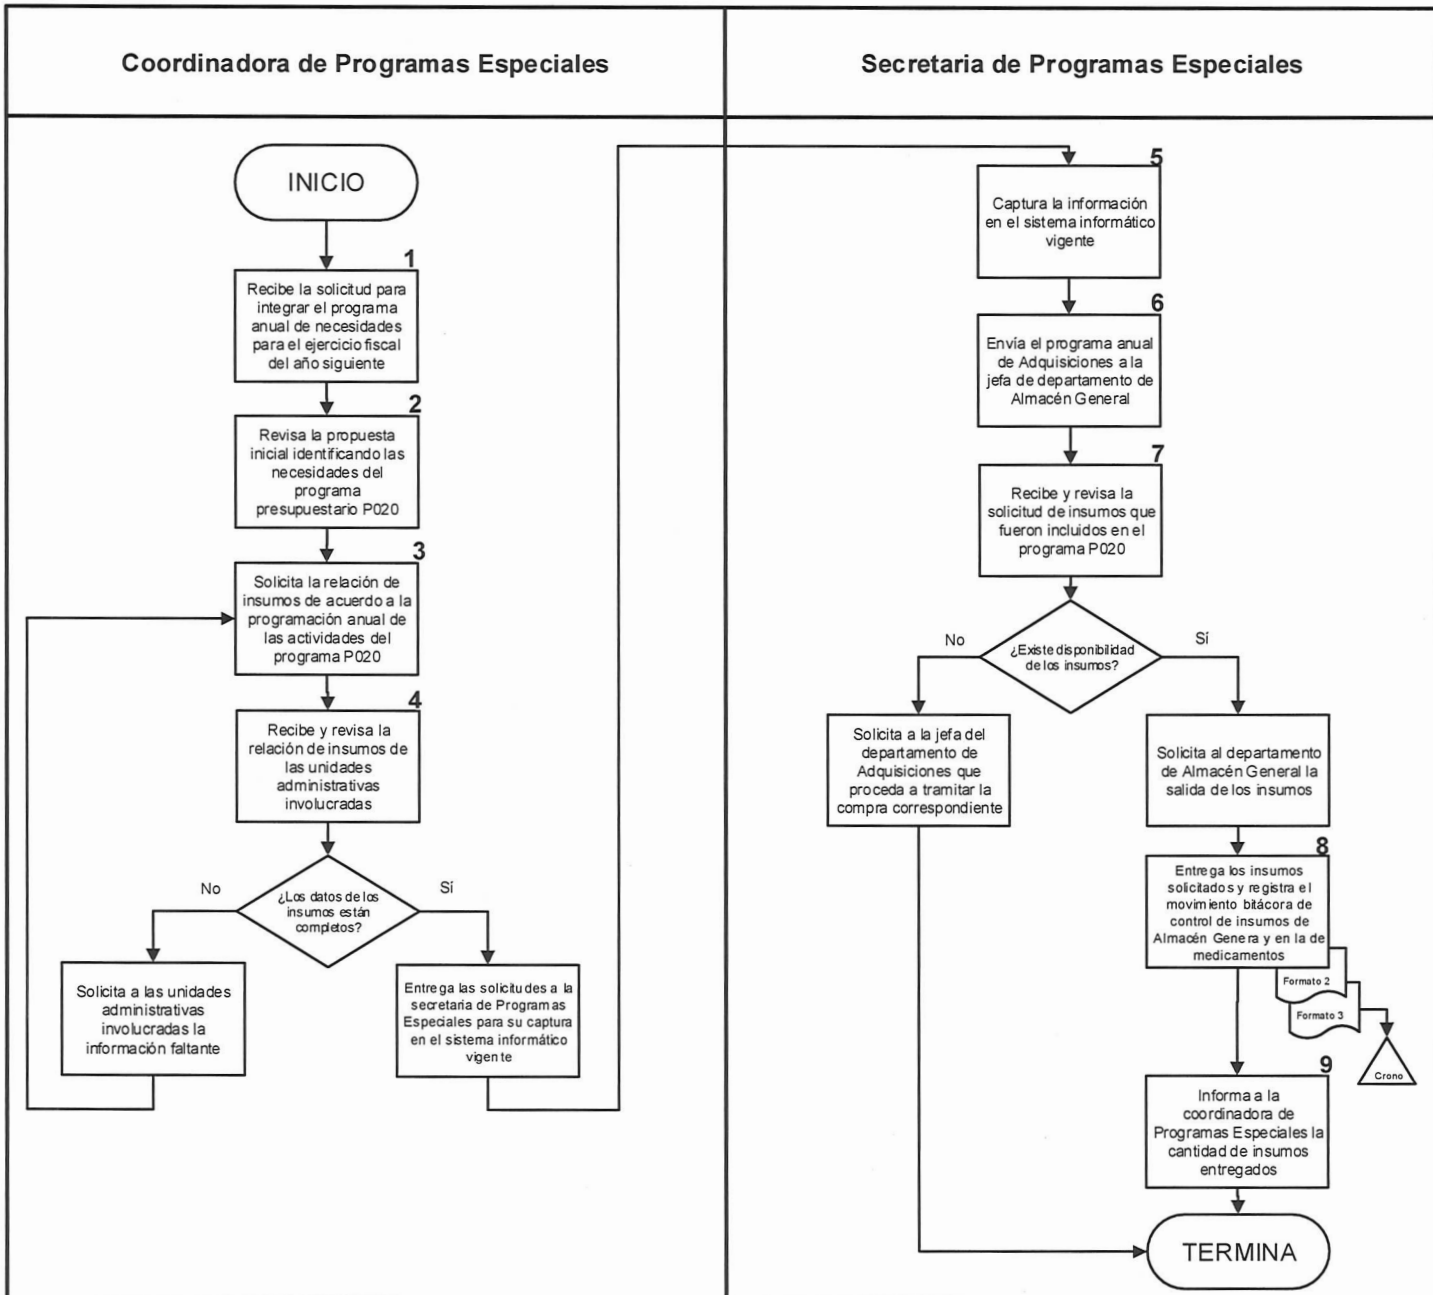 Coordinadora de Programas Especiales
Secretaria de Programas Especiales
INICIO
1
Recibe la solicitud para
integrar el programa
anual de necesidades
para el ejercicio fiscal
del año siguiente
2
Revisa la propuesta
inicial identificando las
necesidades del
programa
presupuestario P020
3
Solicita la relación de
insumos de acuerdo a la
programación anual de
las actividades del
programa P020
4
Recibe y revisa la
relación de insumos de
las unidades
administrativas
involucradas
¿Los datos de los
insumos están
completos?
No
Sí
Solicita a las unidades
administrativas
involucradas la
información faltante
Entrega las solicitudes a la
secretaria de Programas
Especiales para su captura
en el sistema informático
vigente
5
Captura la información
en el sistema informático
vigente
6
Envía el programa anual
de Adquisiciones a la
jefa de departamento de
Almacén General
7
Recibe y revisa la
solicitud de insumos que
fueron incluidos en el
programa P020
¿Existe disponibilidad
de los insumos?
No
Sí
Solicita a la jefa del
departamento de
Adquisiciones que
proceda a tramitar la
compra correspondiente
Solicita al departamento
de Almacén General la
salida de los insumos
8
Entrega los insumos
solicitados y registra el
movimiento bitácora de
control de insumos de
Almacén Genera y en la de
medicamentos
Formato 2
Formato 3
Crono
9
Informa a la
coordinadora de
Programas Especiales la
cantidad de insumos
entregados
TERMINA